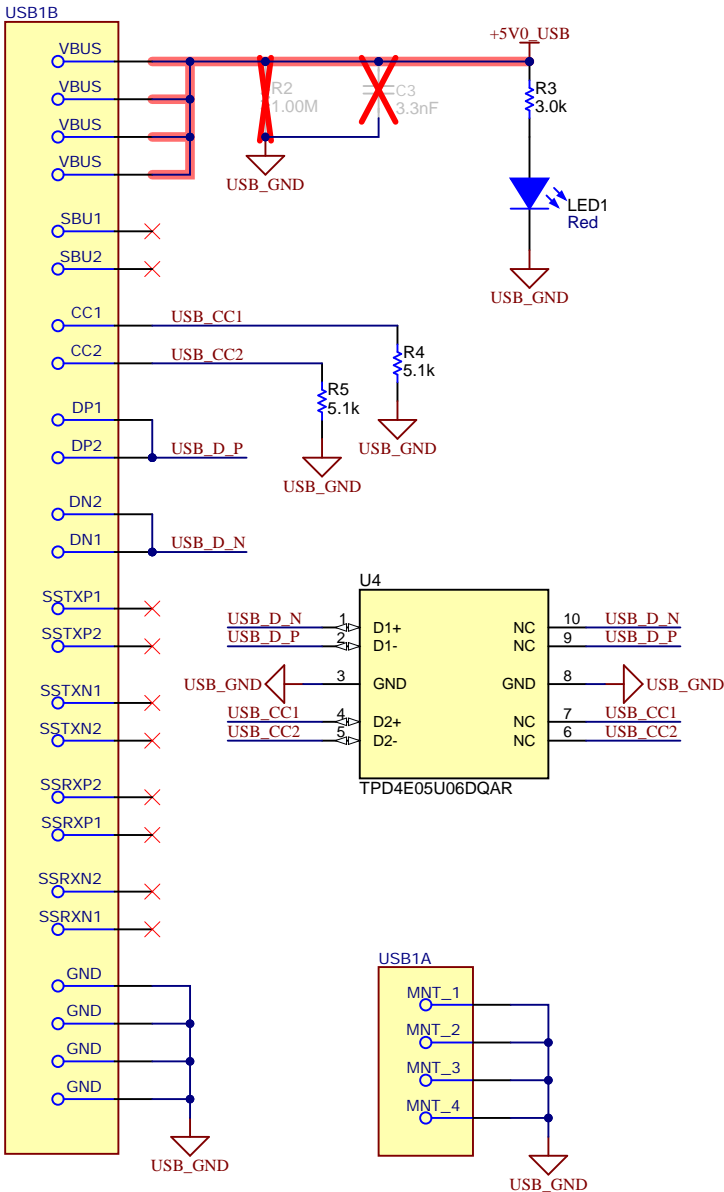 USB1B
VBUS
VBUS
VBUS
VBUS
SBU1
SBU2
CC1
CC2
DP1
DP2
DN2
DN1
SSTXP1
SSTXP2
SSTXN1
SSTXN2
SSRXP2
SSRXP1
SSRXN2
SSRXN1
GND
GND
GND
GND
USB_GND
+5V0_USB
R2
1.00M
C3
3.3nF
USB_GND
R3
3.0k
LED1
Red
USB_GND
USB_CC1
USB_CC2
R4
5.1k
USB_GND
R5
5.1k
USB_GND
USB_D_P
USB_D_N
U4
USB_D_N 1 D1+ NC 10 USB_D_N
USB_D_P 2 D1- NC 9 USB_D_P
USB_GND 3 GND GND 8 USB_GND
USB_CC1 4 D2+ NC 7 USB_CC1
USB_CC2 5 D2- NC 6 USB_CC2
TPD4E05U06DQAR
USB1A
MNT_1
MNT_2
MNT_3
MNT_4
USB_GND